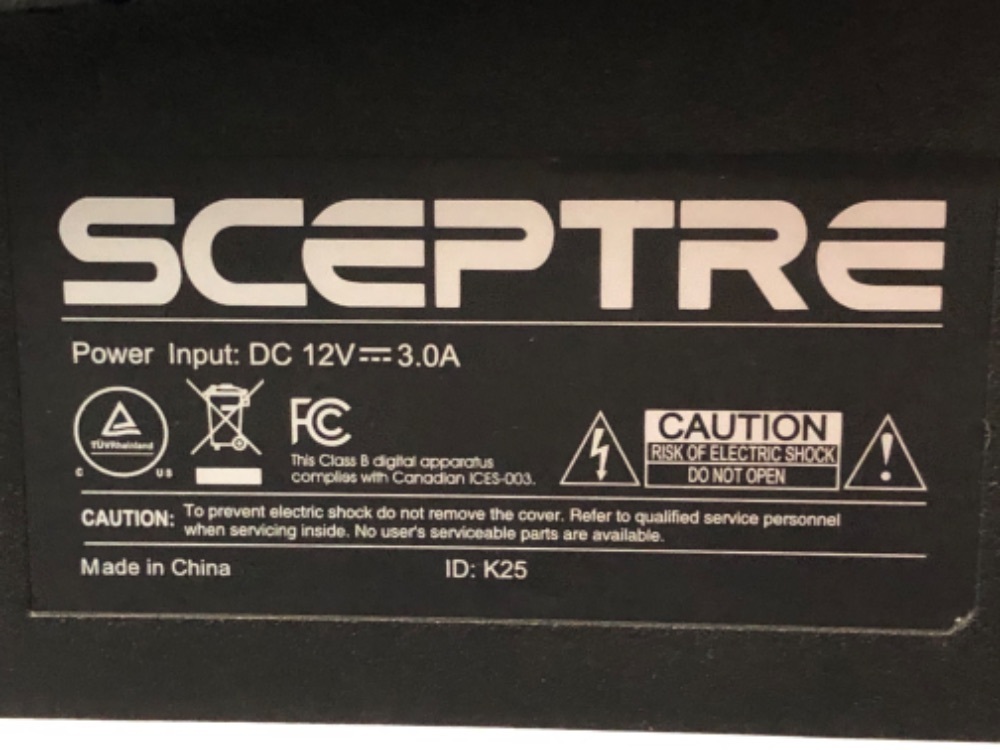 SCEPTRE
Power Input: DC 12V⎓3.0A
TÜVRheinland
C US
FC
This Class B digital apparatus
complies with Canadian ICES-003.
CAUTION
RISK OF ELECTRIC SHOCK
DO NOT OPEN
!
CAUTION: To prevent electric shock do not remove the cover. Refer to qualified service personnel
when servicing inside. No user's serviceable parts are available.
Made in China ID: K25